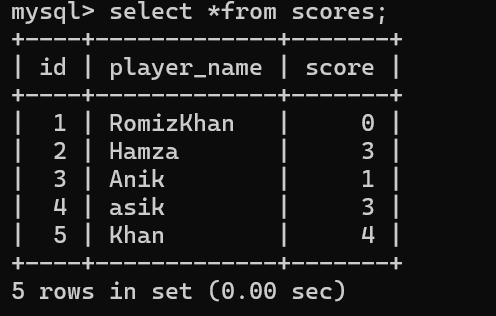 mysql> select *from scores;
+----+-------------+-------+
| id | player_name | score |
+----+-------------+-------+
|  1 | RomizKhan   |     0 |
|  2 | Hamza       |     3 |
|  3 | Anik        |     1 |
|  4 | asik        |     3 |
|  5 | Khan        |     4 |
+----+-------------+-------+
5 rows in set (0.00 sec)